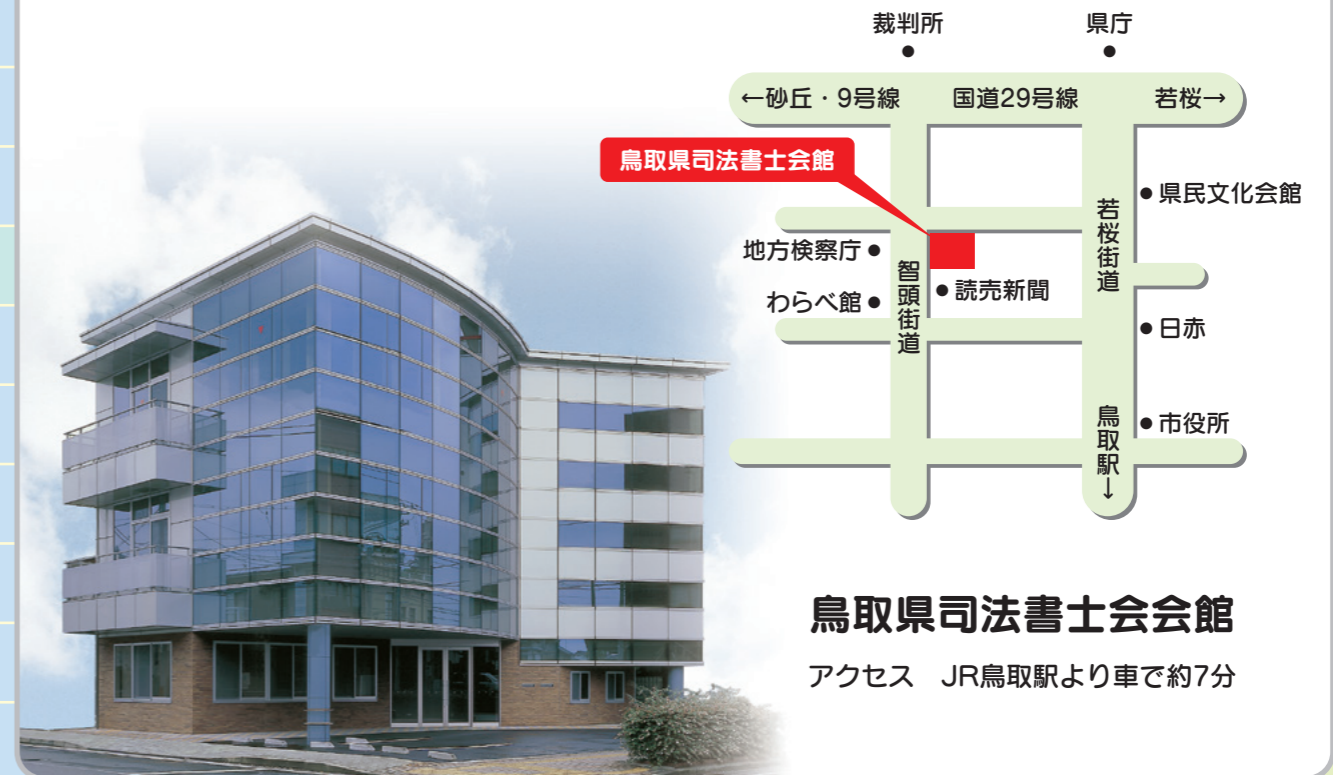 裁判所
県庁
←砂丘・9号線 国道29号線 若桜→
鳥取県司法書士会館
県民文化会館
若桜街道
地方検察庁
智頭街道
読売新聞
わらべ館
日赤
市役所
鳥取駅→
鳥取県司法書士会会館
アクセス JR鳥取駅より車で約7分